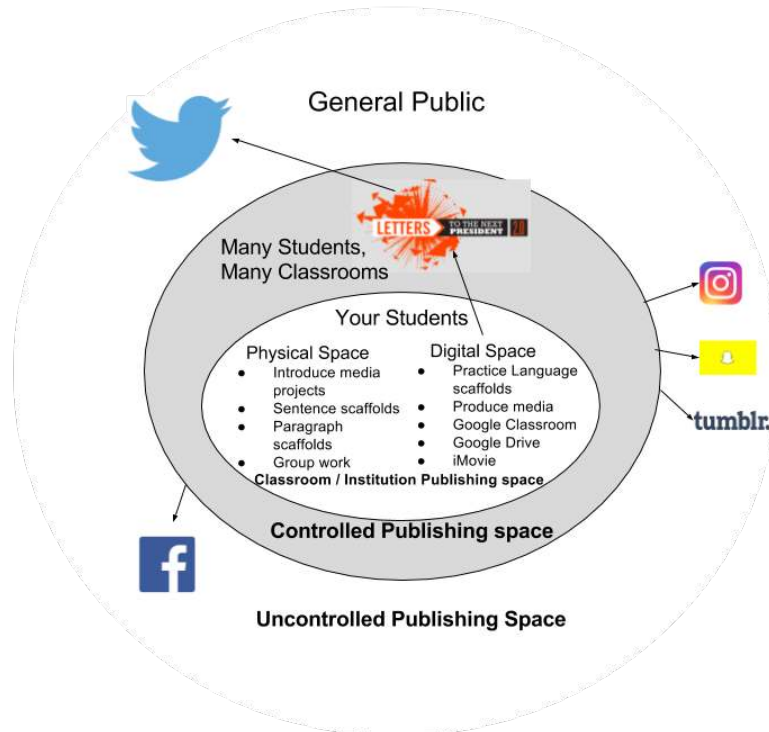 General Public
LETTERS TO THE NEXT PRESIDENT 2.0
Many Students,
Many Classrooms
Your Students
Physical Space
● Introduce media
projects
● Sentence scaffolds
● Paragraph
scaffolds
● Group work
Digital Space
● Practice Language
scaffolds
● Produce media
● Google Classroom
● Google Drive
● iMovie
Classroom / Institution Publishing space
Controlled Publishing space
Uncontrolled Publishing Space
tumblr.